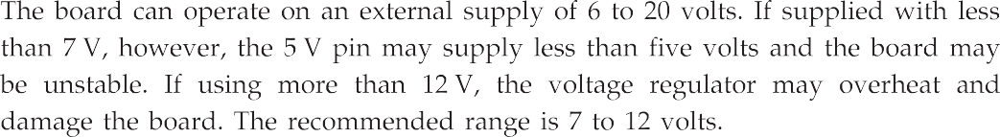 The board can operate on an external supply of 6 to 20 volts. If supplied with less
than 7 V, however, the 5 V pin may supply less than five volts and the board may
be unstable. If using more than 12 V, the voltage regulator may overheat and
damage the board. The recommended range is 7 to 12 volts.